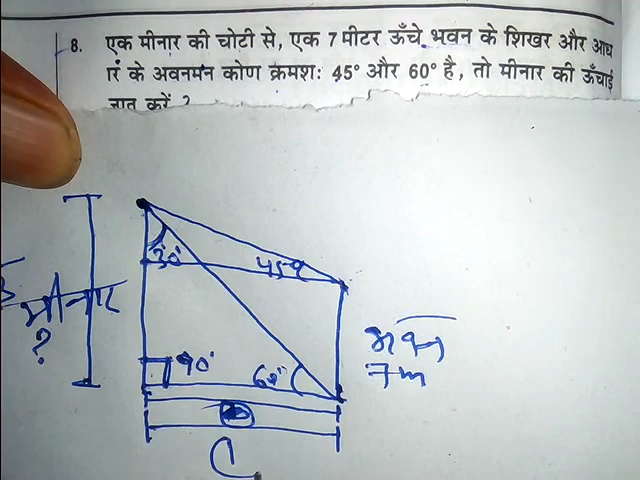 8. एक मीनार की चोटी से, एक 7 मीटर ऊँचे भवन के शिखर और आधा
र के अवनमन कोण क्रमशः 45° और 60° है, तो मीनार की ऊँचाई
ज्ञात करें ?
30°
45°
मीनार
?
भवन
7m
90°
60°
C